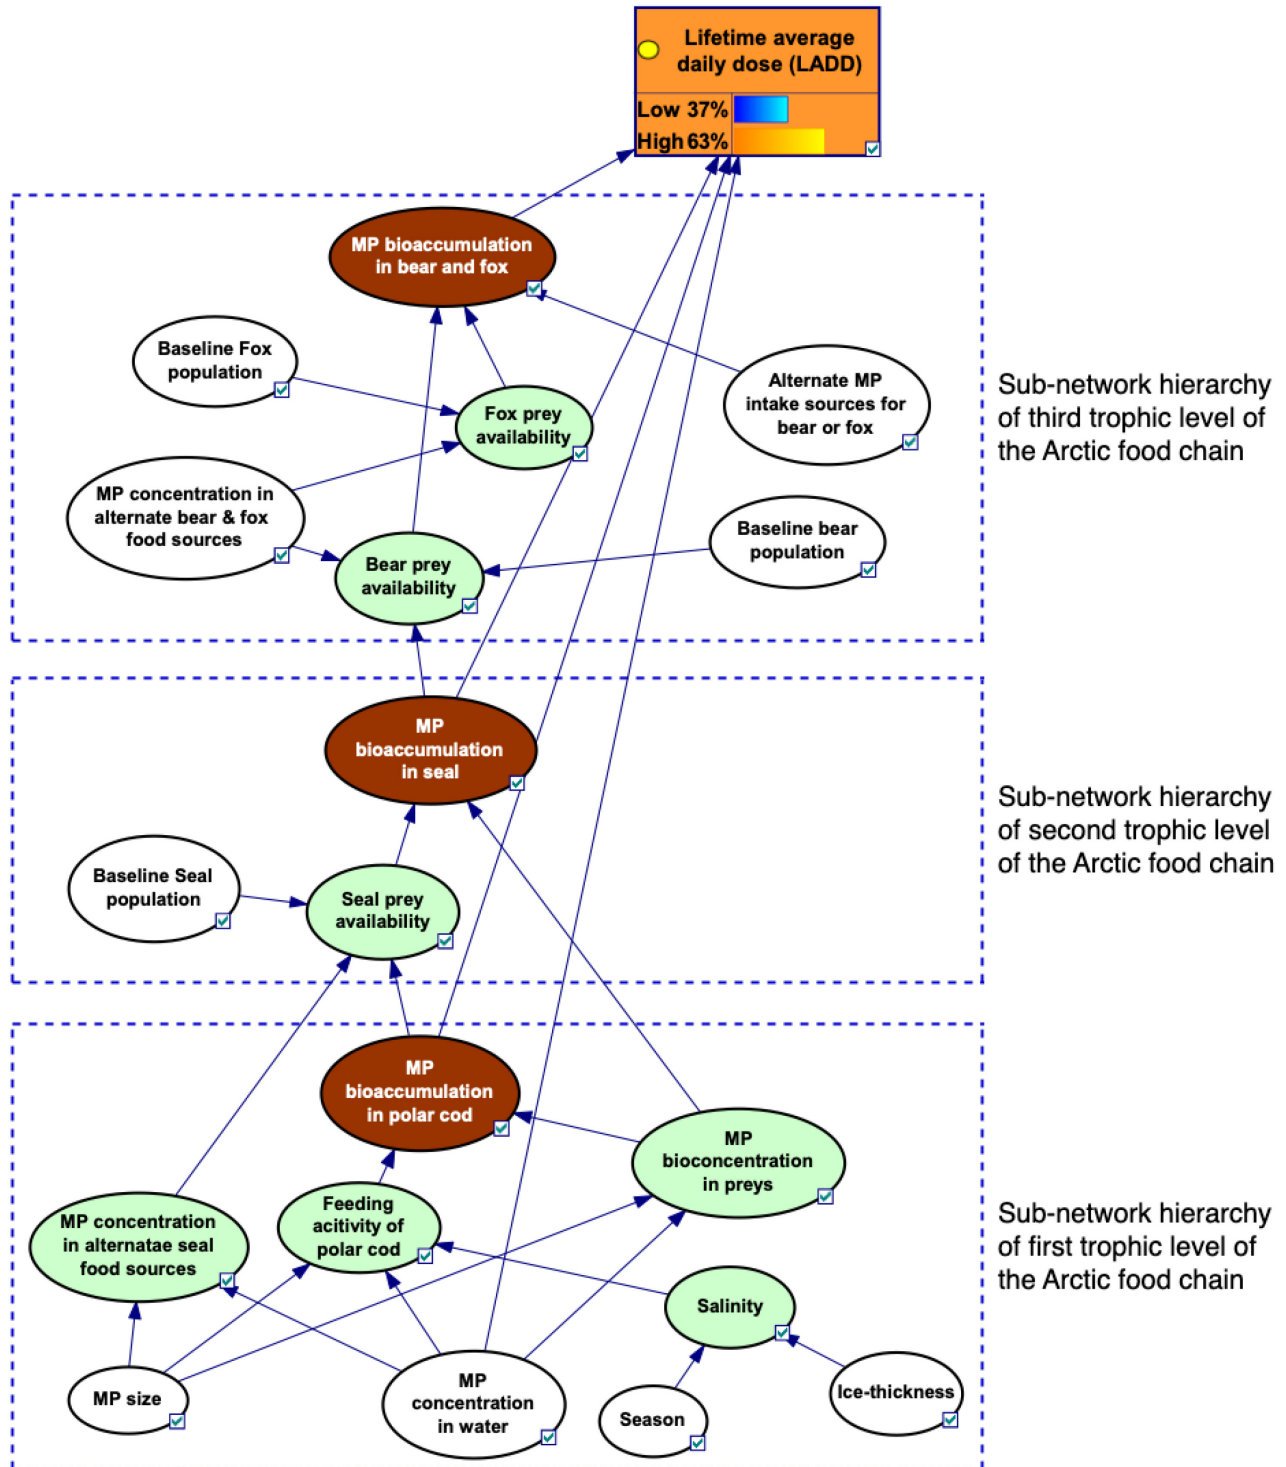 Lifetime average
daily dose (LADD)
Low 37%
High 63%
MP bioaccumulation
in bear and fox
Baseline Fox
population
Alternate MP
intake sources for
bear or fox
Fox prey
availability
MP concentration in
alternate bear & fox
food sources
Baseline bear
population
Bear prey
availability
Sub-network hierarchy
of third trophic level of
the Arctic food chain
MP
bioaccumulation
in seal
Baseline Seal
population
Seal prey
availability
Sub-network hierarchy
of second trophic level
of the Arctic food chain
MP
bioaccumulation
in polar cod
MP
bioconcentration
in preys
MP concentration
in alternatae seal
food sources
Feeding
acitivity of
polar cod
Salinity
MP size
MP
concentration
in water
Season
Ice-thickness
Sub-network hierarchy
of first trophic level of
the Arctic food chain